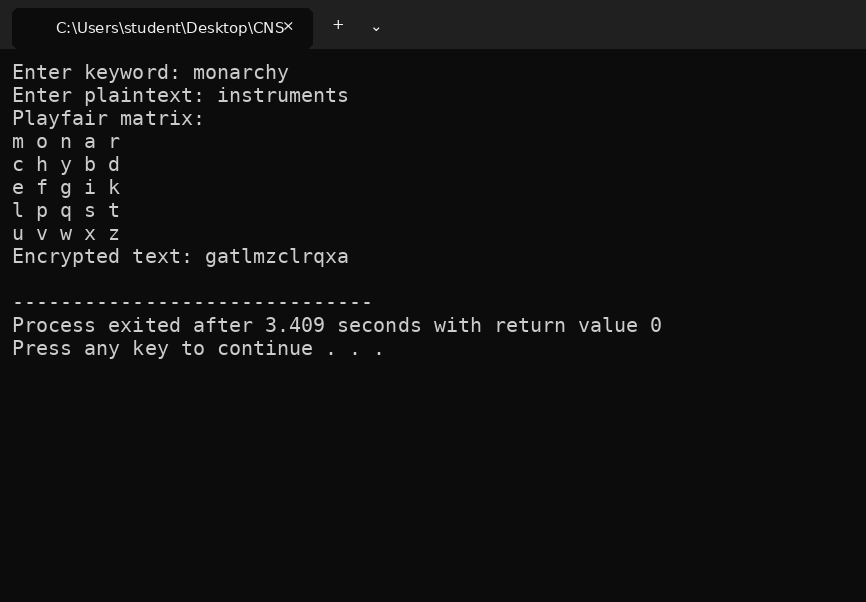 C:\Users\student\Desktop\CNS
Enter keyword: monarchy
Enter plaintext: instruments
Playfair matrix:
m o n a r
c h y b d
e f g i k
l p q s t
u v w x z
Encrypted text: gatlmzclrqxa
------------------------------
Process exited after 3.409 seconds with return value 0
Press any key to continue . . .